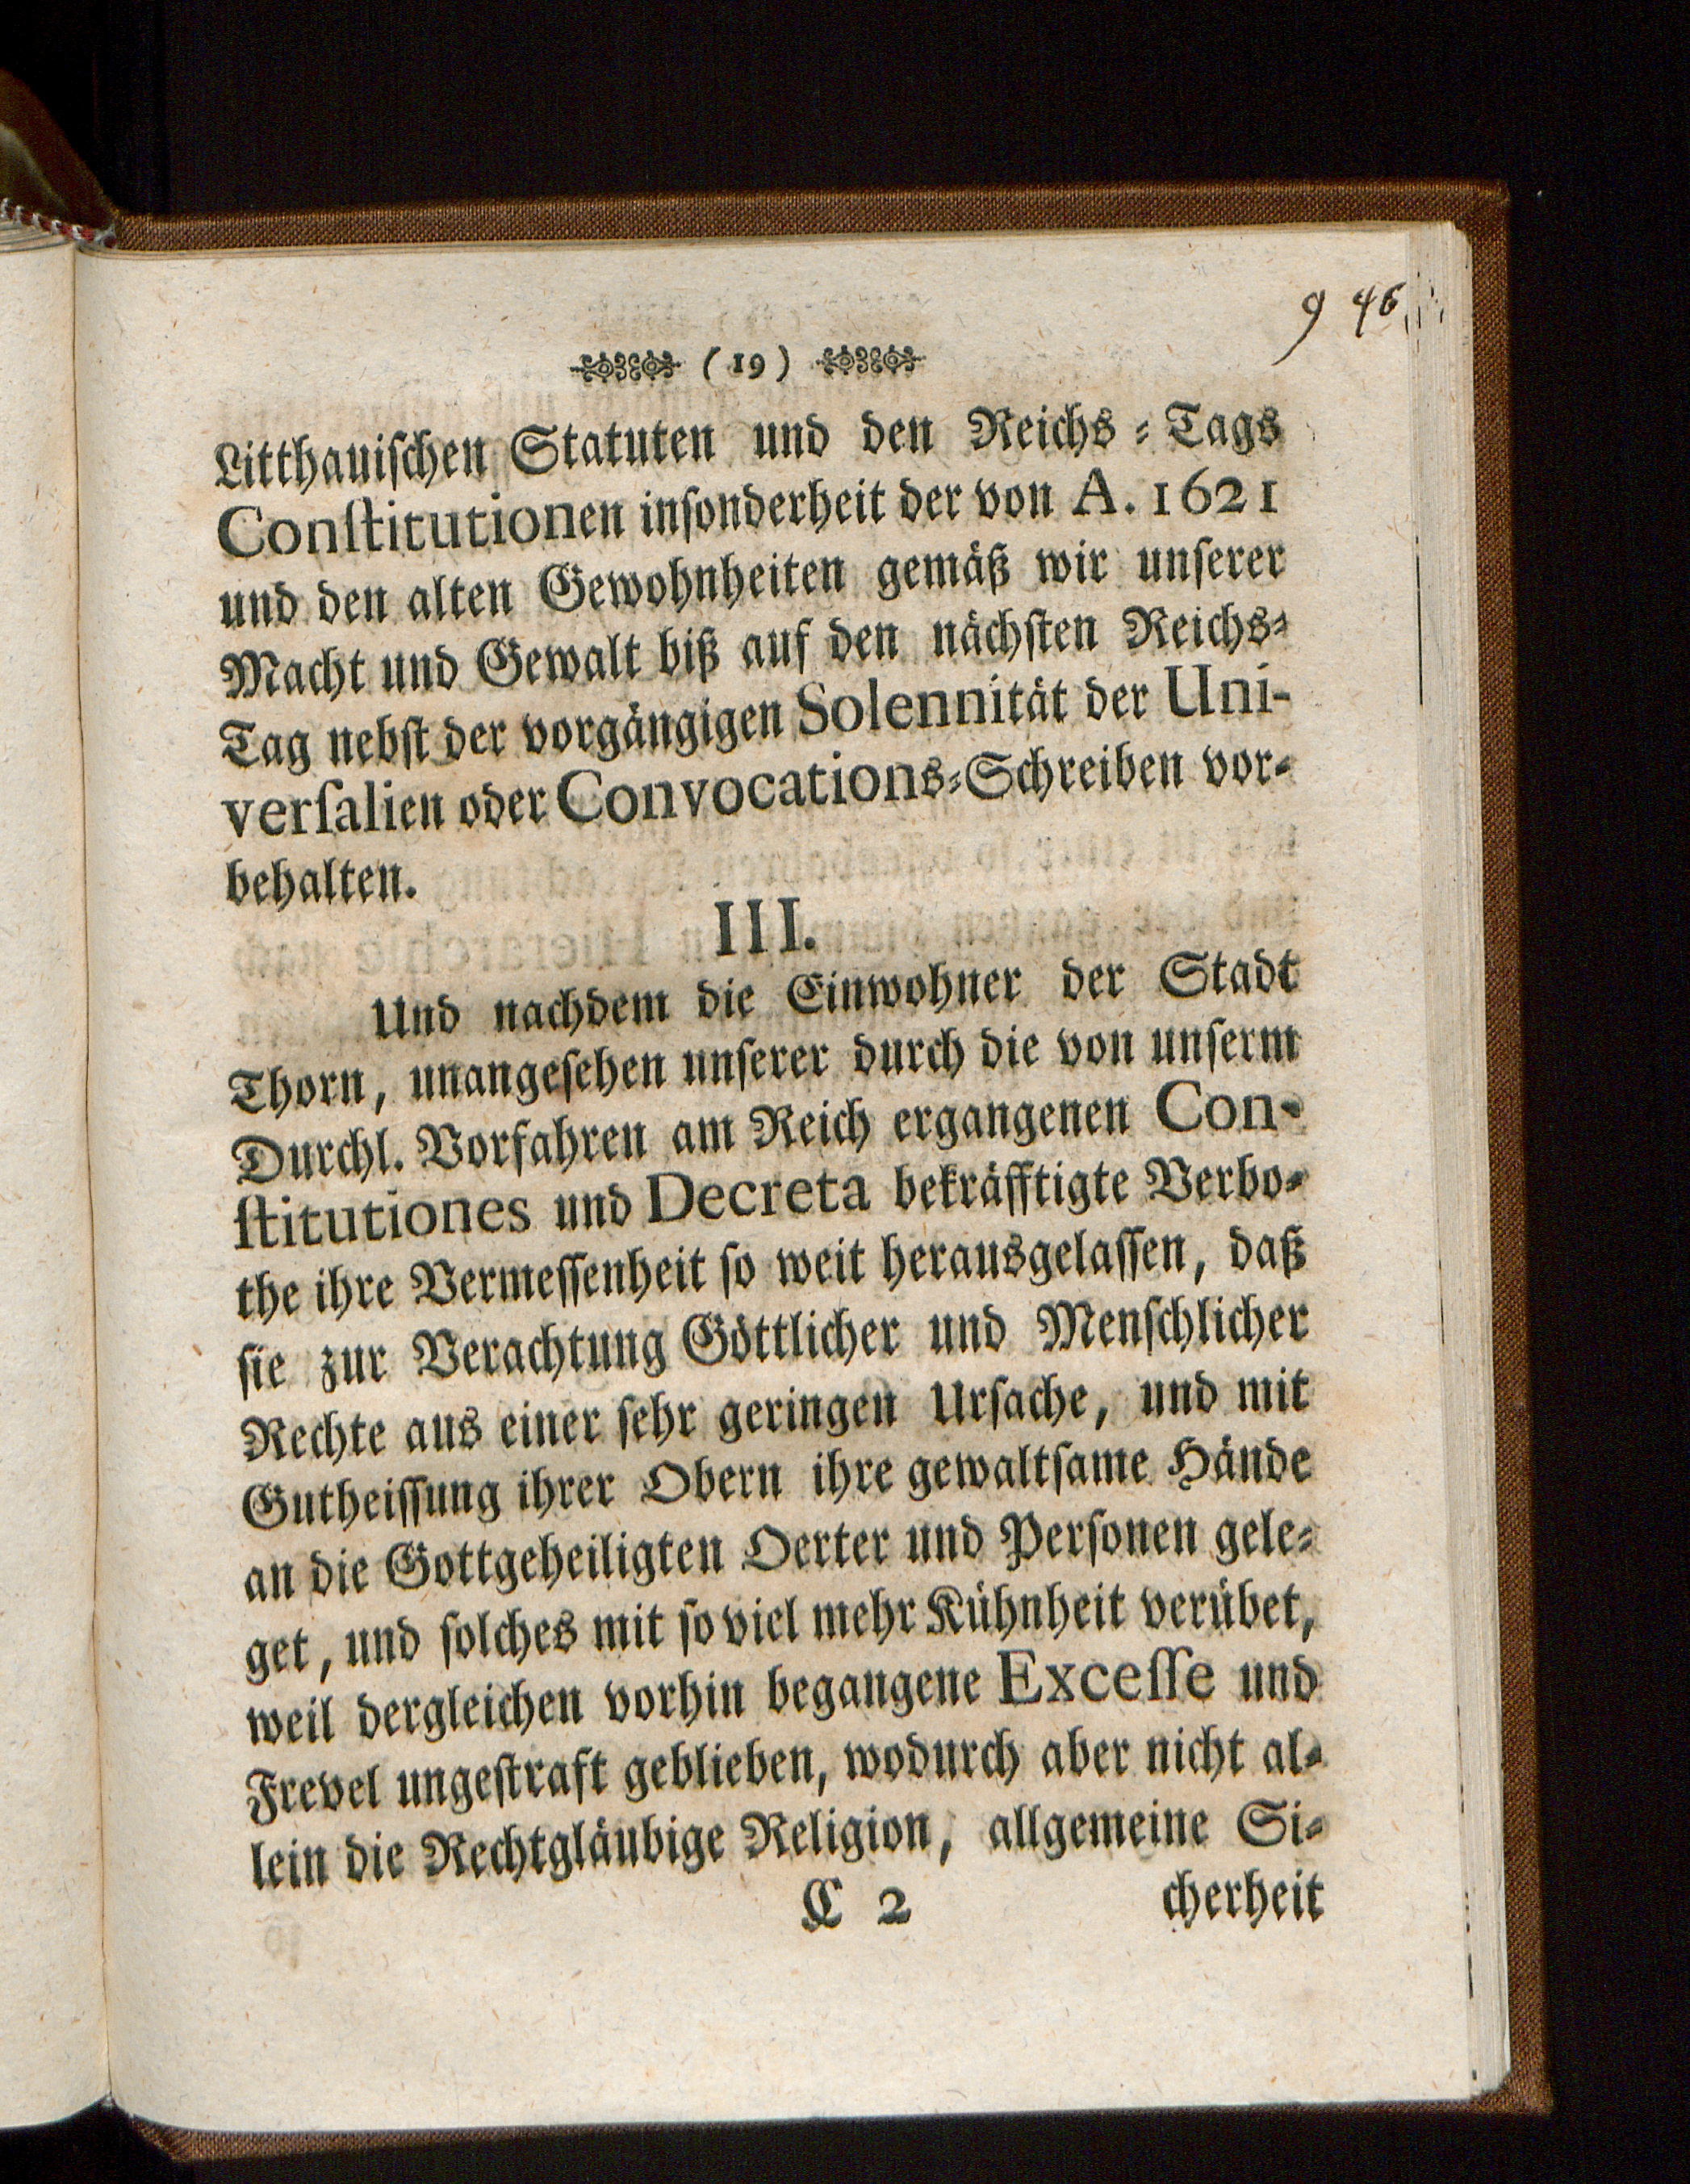 9 46
( 19 )
Litthauiſchen Statuten und den Reichs = Tags
Conſtitutionen inſonderheit der von A. 1621
und den alten Gewohnheiten gemäß wir unſerer
Macht und Gewalt biß auf den nächſten Reichs=
Tag nebſt der vorgängigen Solennität der Uni-
verſalien oder Convocations=Schreiben vor=
behalten.
III.
Und nachdem die Einwohner der Stadt
Thorn, unangeſehen unſerer durch die von unſerm
Durchl. Vorfahren am Reich ergangenen Con-
ſtitutiones und Decreta bekräfftigte Verbo=
the ihre Vermeſſenheit ſo weit herausgelaſſen, daß
ſie zur Verachtung Göttlicher und Menſchlicher
Rechte aus einer ſehr geringen Urſache, und mit
Gutheiſſung ihrer Obern ihre gewaltſame Hände
an die Gottgeheiligten Oerter und Perſonen gele=
get, und ſolches mit ſo viel mehr Kühnheit verübet,
weil dergleichen vorhin begangene Exceſſe und
Frevel ungeſtraft geblieben, wodurch aber nicht al=
lein die Rechtgläubige Religion, allgemeine Si=
C 2 cherheit